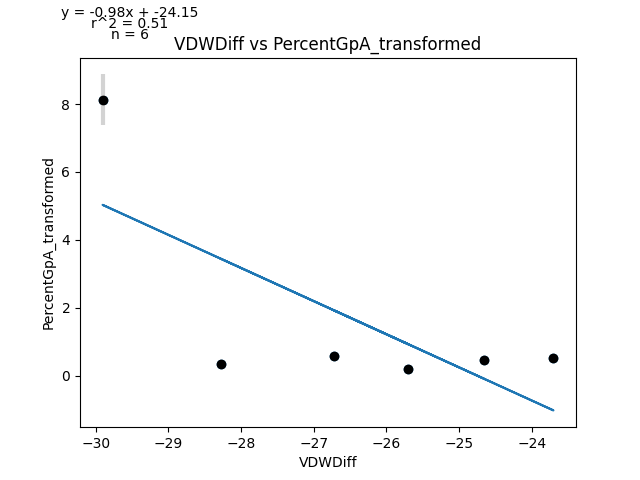 y = -0.98x + -24.15
r^2 = 0.51
n = 6
VDWDiff vs PercentGpA_transformed
PercentGpA_transformed
8
6
4
2
0
−30
−29
−28
−27
−26
−25
−24
VDWDiff